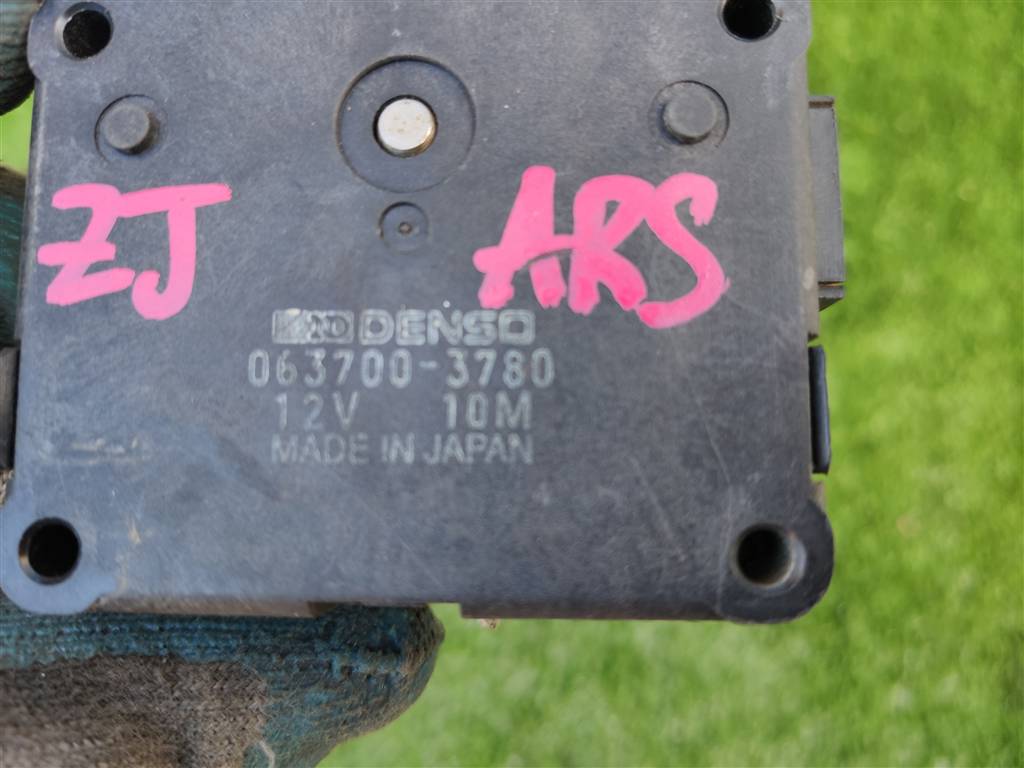 ZJ ARS
DENSO
063700-3780
12V 10M
MADE IN JAPAN